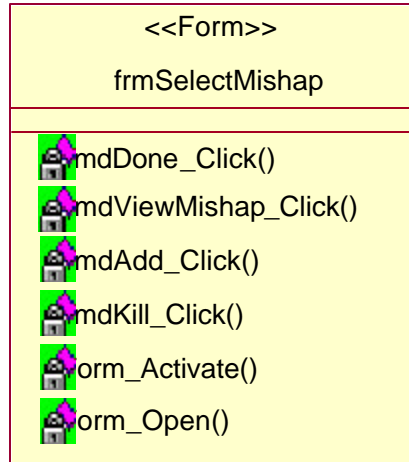 <<Form>>
frmSelectMishap
mdDone_Click()
mdViewMishap_Click()
mdAdd_Click()
mdKill_Click()
orm_Activate()
orm_Open()